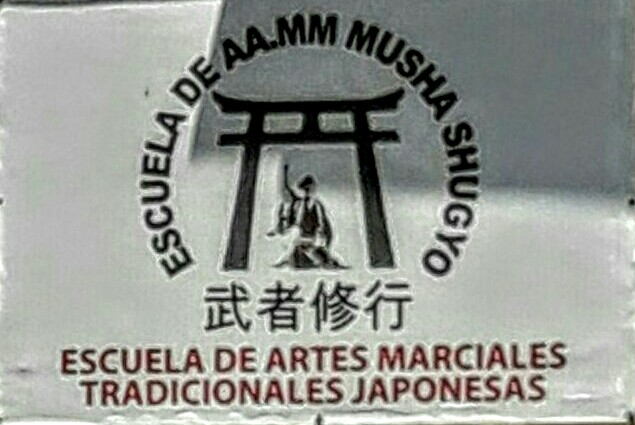 ESCUELA DE AA.MM MUSHA SHUGYO
武者修行
ESCUELA DE ARTES MARCIALES
TRADICIONALES JAPONESAS